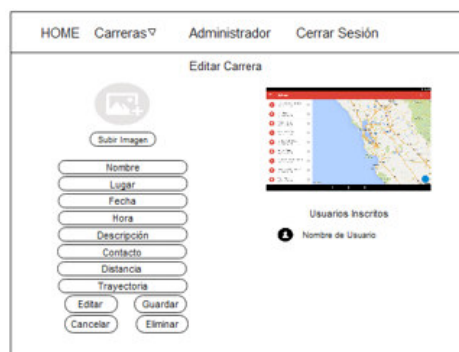 HOME Carreras▽ Administrador Cerrar Sesión
Editar Carrera
Subir Imagen
Nombre
Lugar
Fecha
Hora
Descripción
Contacto
Distancia
Trayectoria
Editar Guardar
Cancelar Eliminar
Usuarios Inscritos
Nombre de Usuario